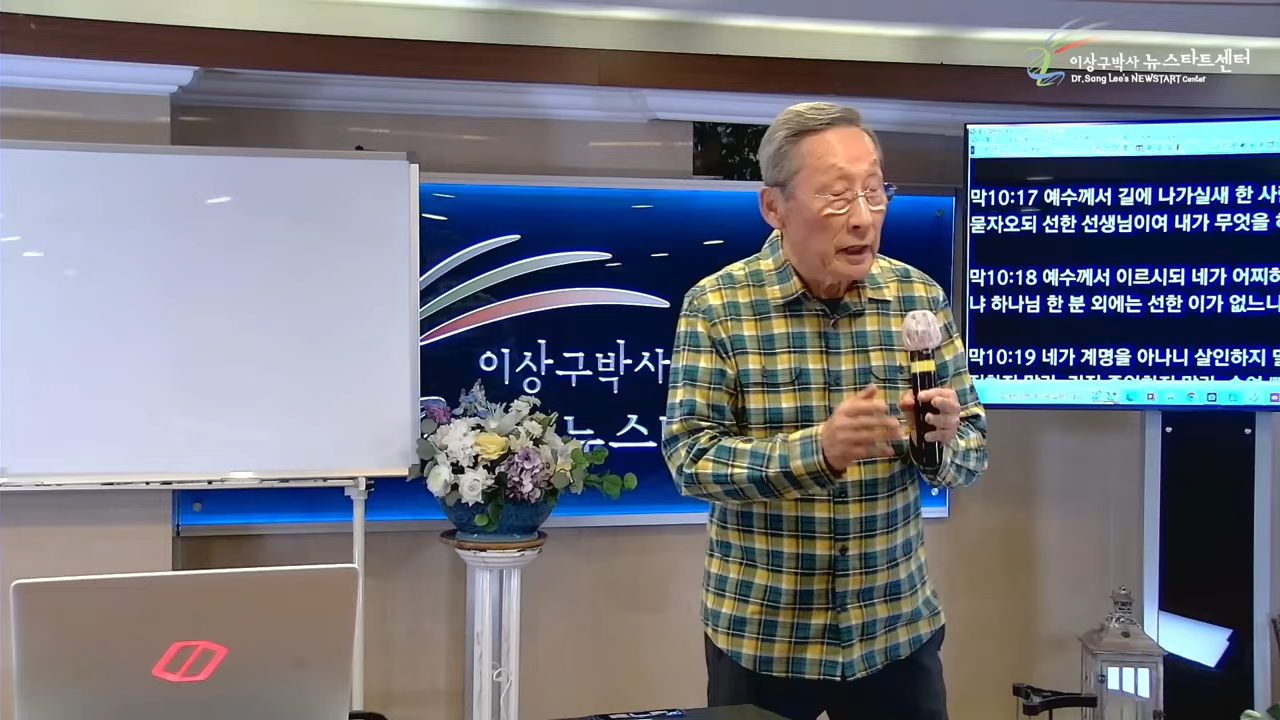 이상구박사 뉴스타트센터
Dr. Sang Lee's NEWSTART Center
막10:17 예수께서 길에 나가실새 한
묻자오되 선한 선생님이여 내가 무엇을
막10:18 예수께서 이르시되 네가 어찌하
냐 하나님 한 분 외에는 선한 이가 없느니
막10:19 네가 계명을 아나니 살인하지
이상구박사
뉴스